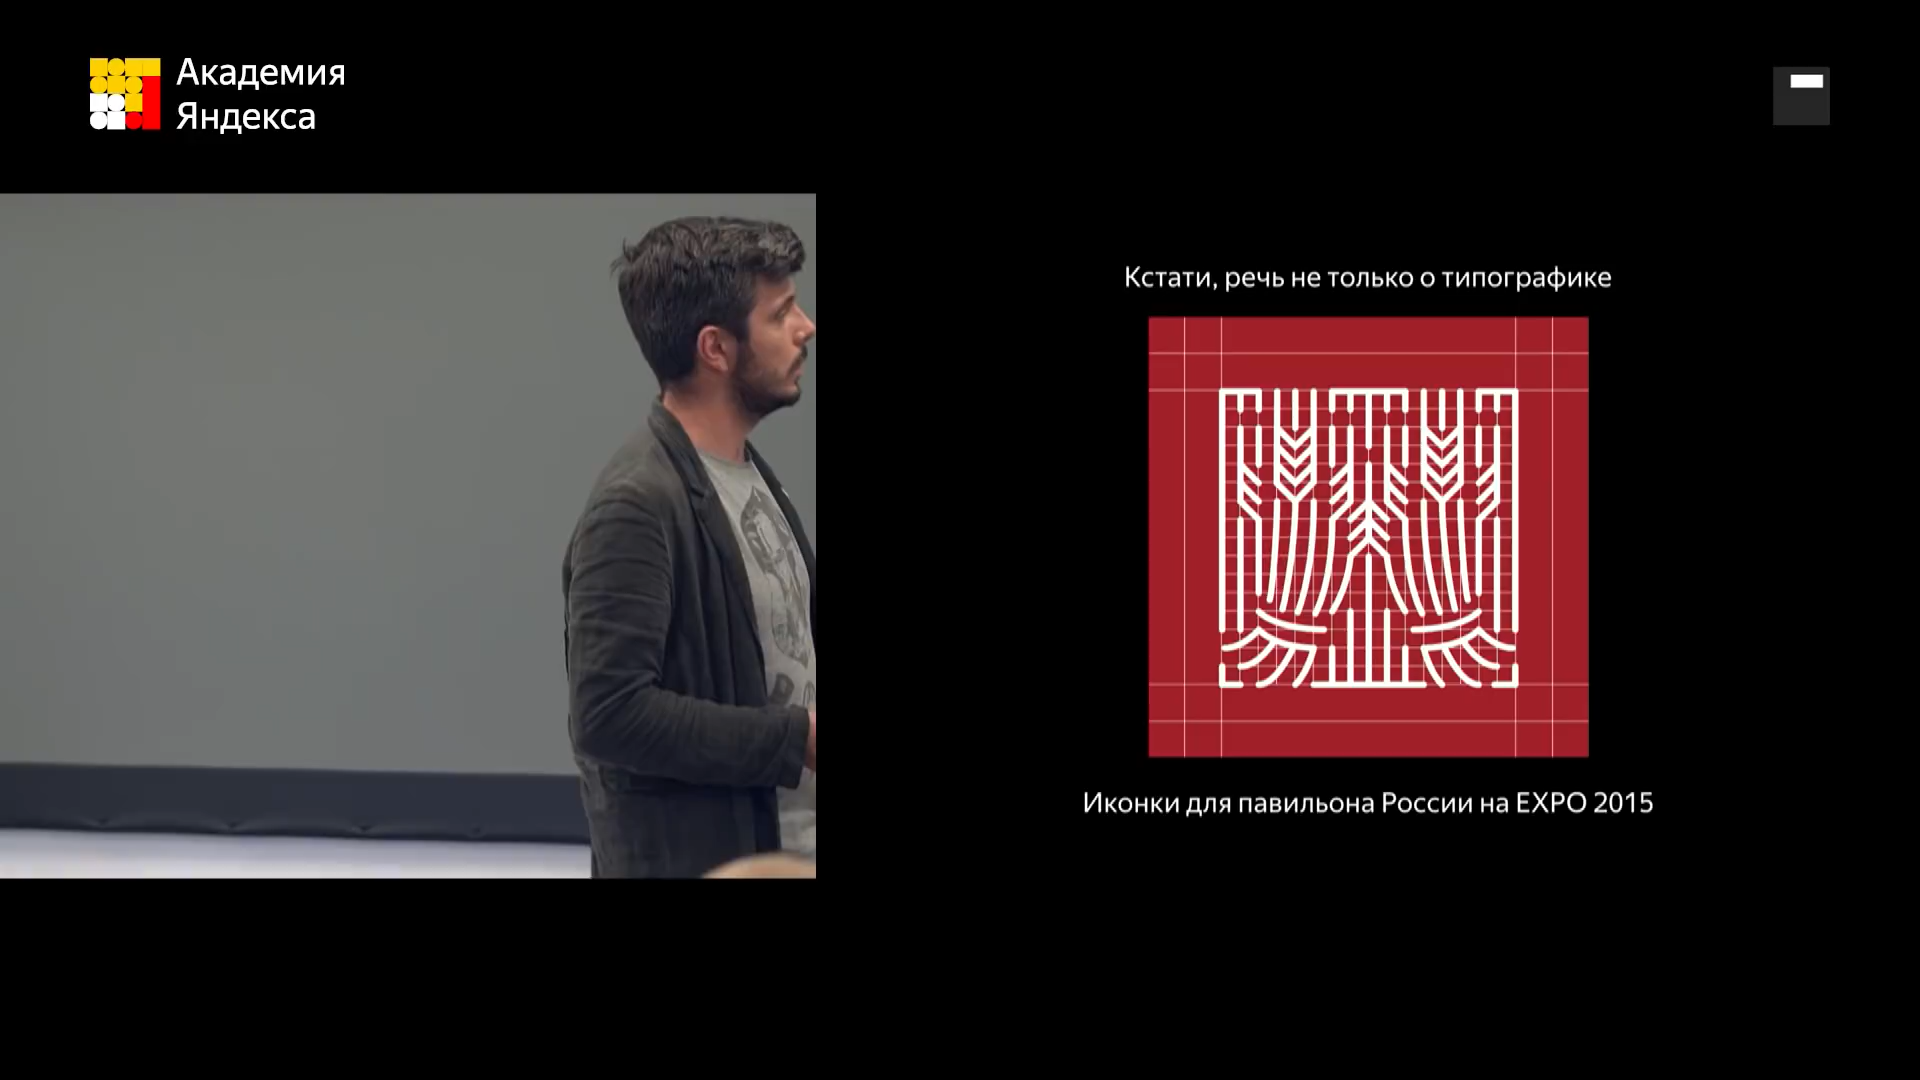 Академия
Яндекса
Кстати, речь не только о типографике
Иконки для павильона России на EXPO 2015